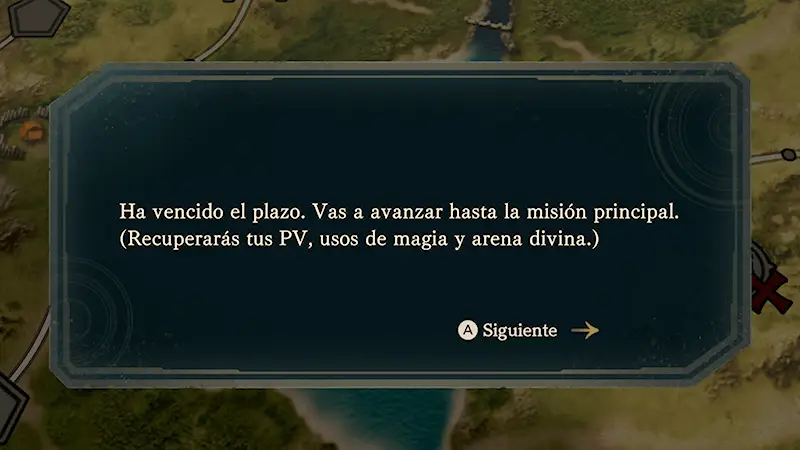 Ha vencido el plazo. Vas a avanzar hasta la misión principal.
(Recuperarás tus PV, usos de magia y arena divina.)
A Siguiente